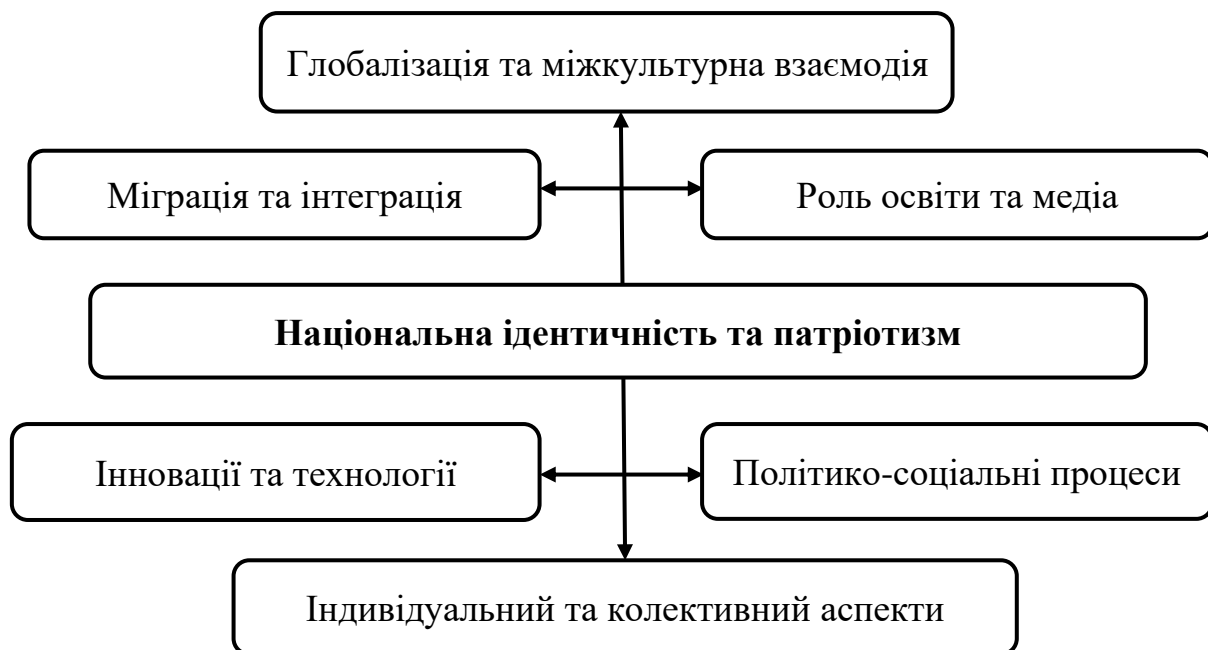 Глобалізація та міжкультурна взаємодія
Міграція та інтеграція
Роль освіти та медіа
Національна ідентичність та патріотизм
Інновації та технології
Політико-соціальні процеси
Індивідуальний та колективний аспекти